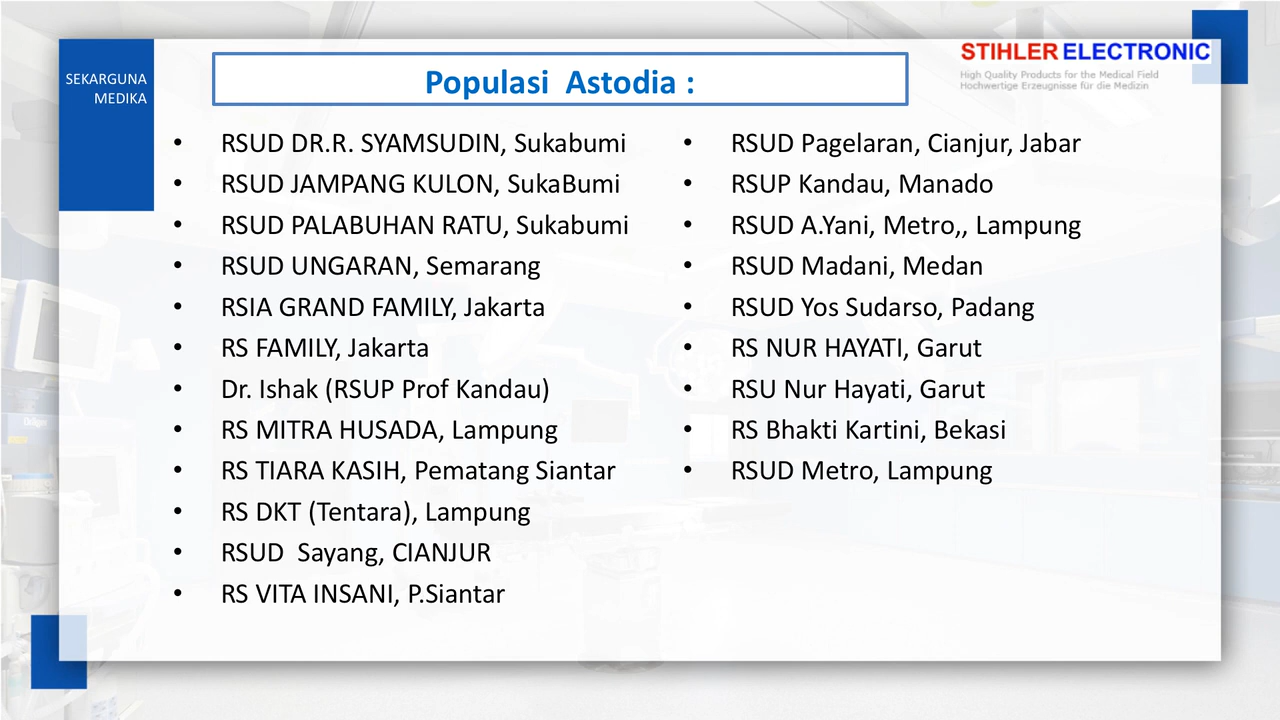 SEKARGUNA
MEDIKA
Populasi Astodia :
STIHLER ELECTRONIC
High Quality Products for the Medical Field
Hochwertige Erzeugnisse für die Medizin
• RSUD DR.R. SYAMSUDIN, Sukabumi
• RSUD JAMPANG KULON, SukaBumi
• RSUD PALABUHAN RATU, Sukabumi
• RSUD UNGARAN, Semarang
• RSIA GRAND FAMILY, Jakarta
• RS FAMILY, Jakarta
• Dr. Ishak (RSUP Prof Kandau)
• RS MITRA HUSADA, Lampung
• RS TIARA KASIH, Pematang Siantar
• RS DKT (Tentara), Lampung
• RSUD Sayang, CIANJUR
• RS VITA INSANI, P.Siantar
• RSUD Pagelaran, Cianjur, Jabar
• RSUP Kandau, Manado
• RSUD A.Yani, Metro,, Lampung
• RSUD Madani, Medan
• RSUD Yos Sudarso, Padang
• RS NUR HAYATI, Garut
• RSU Nur Hayati, Garut
• RS Bhakti Kartini, Bekasi
• RSUD Metro, Lampung